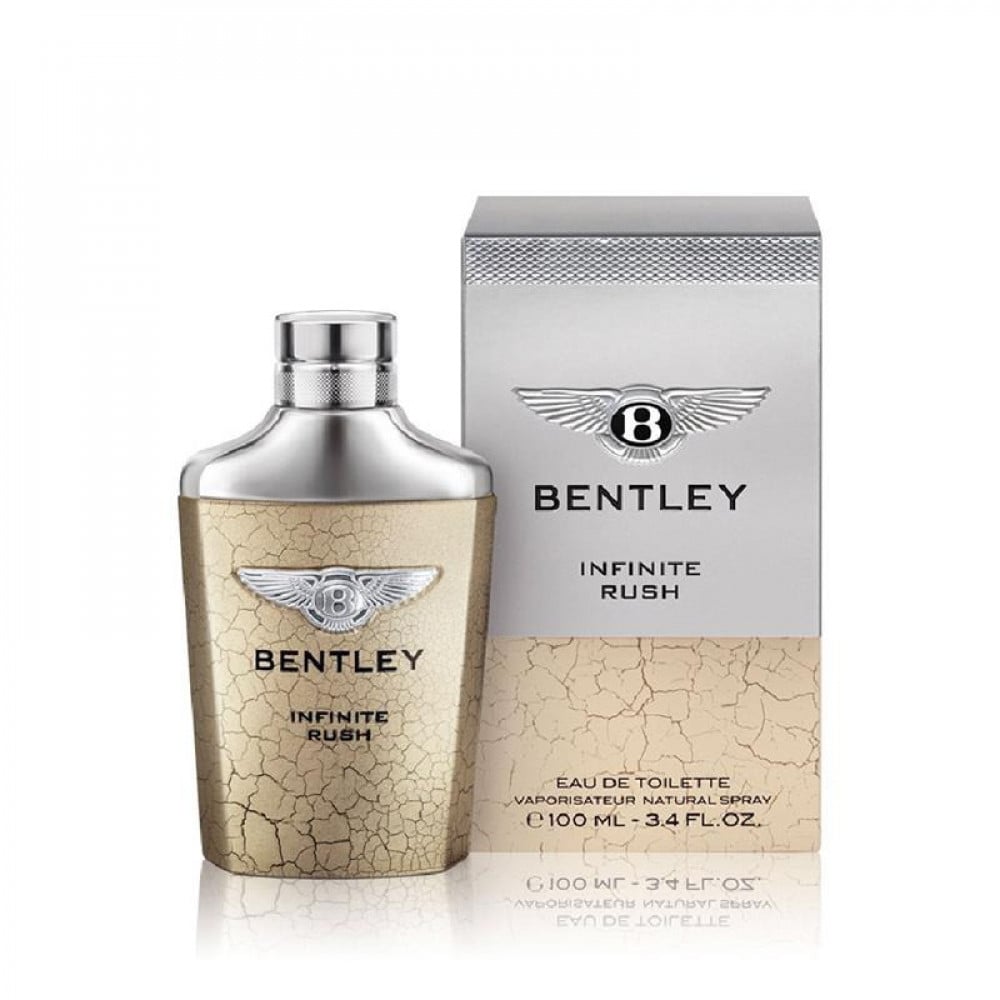 B
BENTLEY
INFINITE
RUSH
B
BENTLEY
INFINITE
RUSH
EAU DE TOILETTE
VAPORISATEUR NATURAL SPRAY
℮ 100 ML - 3.4 FL.OZ.